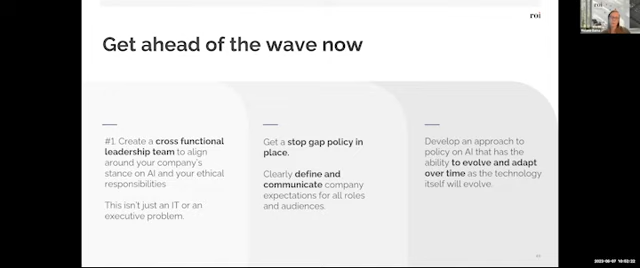 roi
Get ahead of the wave now
#1. Create a cross functional
leadership team to align
around your company's
stance on AI and your ethical
responsibilities
This isn't just an IT or an
executive problem.
Get a stop gap policy in
place.
Clearly define and
communicate company
expectations for all roles
and audiences.
Develop an approach to
policy on AI that has the
ability to evolve and adapt
over time as the technology
itself will evolve.
roi